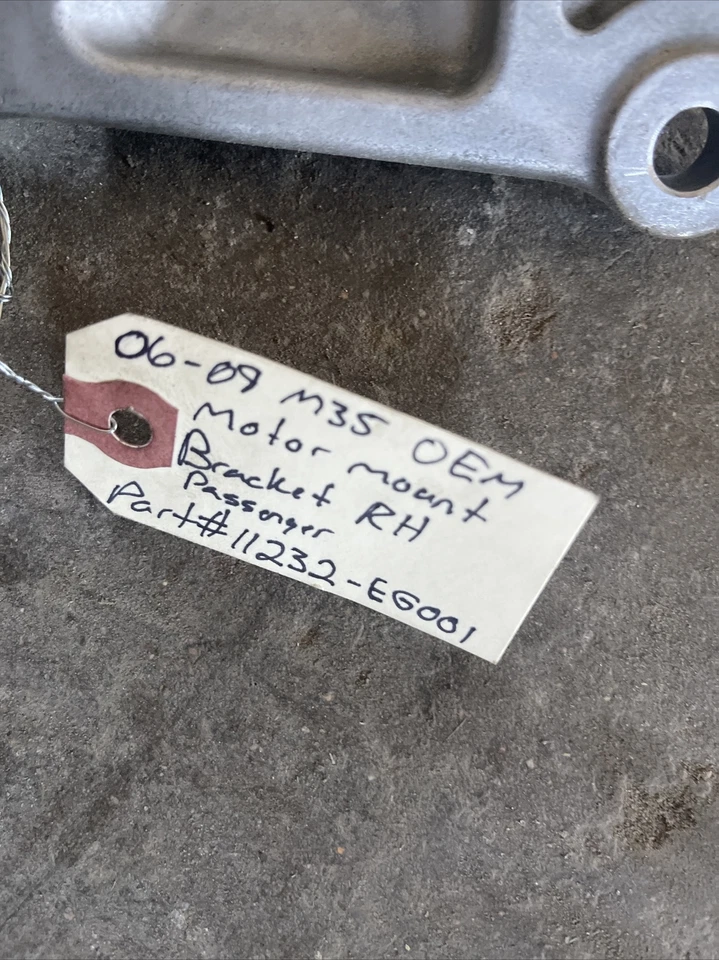 06-09 M35 OEM
Motor mount
Bracket RH
Passenger
Part# 11232-EG001